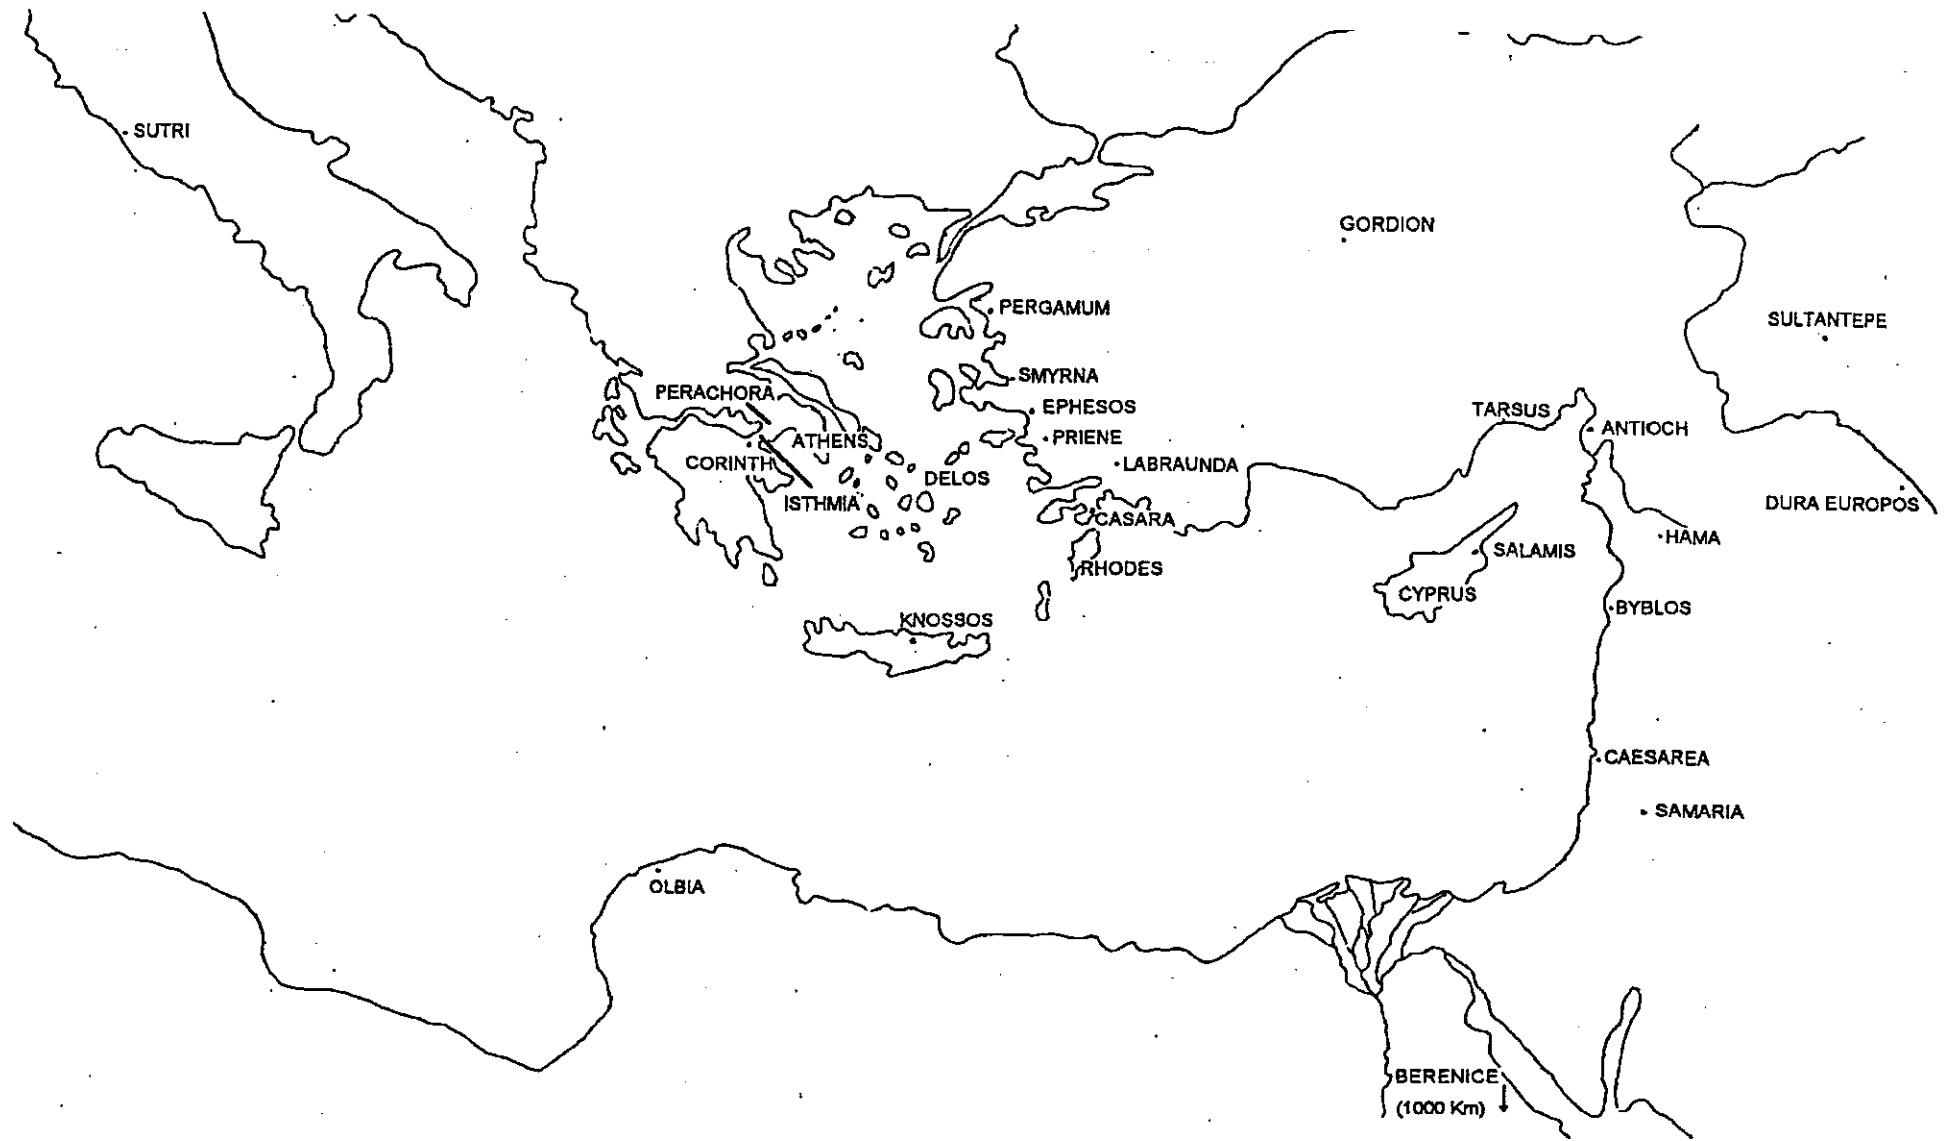 SUTRI
GORDION
PERGAMUM
SULTANTEPE
SMYRNA
PERACHORA
EPHESOS
TARSUS
ANTIOCH
PRIENE
ATHENS
CORINTH
LABRAUNDA
DELOS
ISTHMIA
DURA EUROPOS
CASARA
HAMA
SALAMIS
RHODES
CYPRUS
BYBLOS
KNOSSOS
CAESAREA
SAMARIA
OLBIA
BERENICE
(1000 Km)